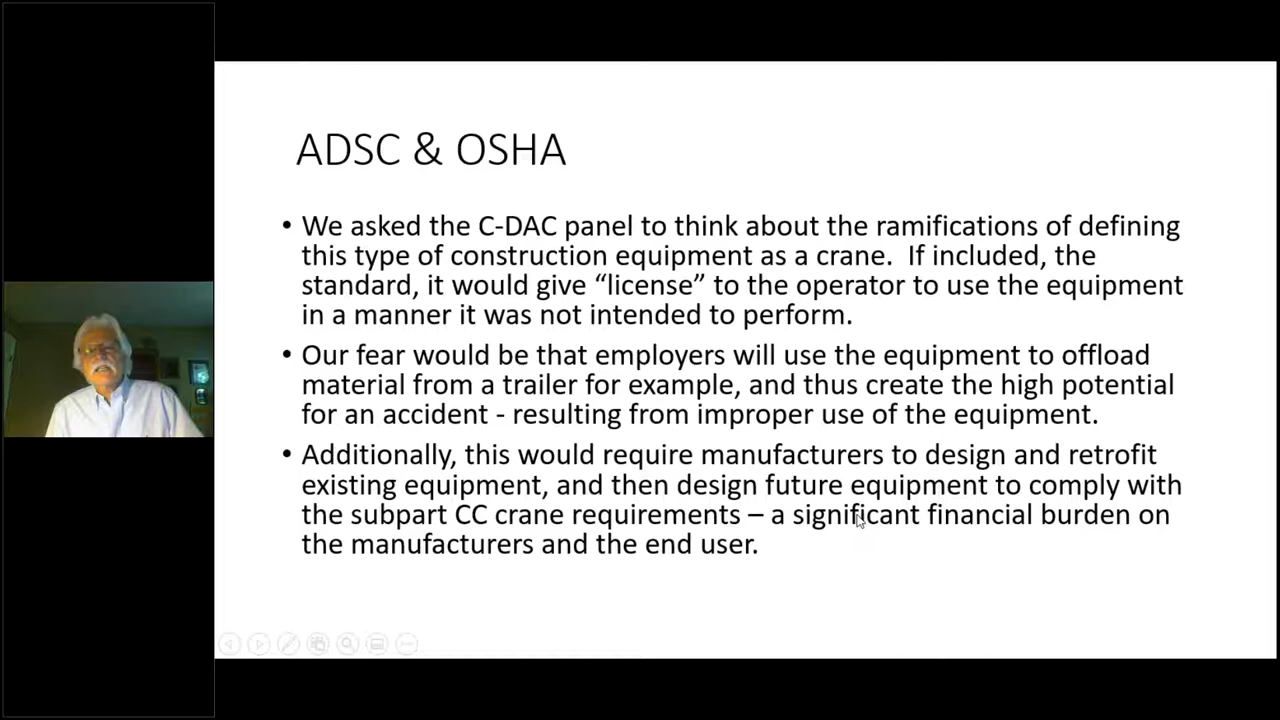 ADSC & OSHA
• We asked the C-DAC panel to think about the ramifications of defining
this type of construction equipment as a crane.  If included, the
standard, it would give “license” to the operator to use the equipment
in a manner it was not intended to perform.
• Our fear would be that employers will use the equipment to offload
material from a trailer for example, and thus create the high potential
for an accident - resulting from improper use of the equipment.
• Additionally, this would require manufacturers to design and retrofit
existing equipment, and then design future equipment to comply with
the subpart CC crane requirements – a significant financial burden on
the manufacturers and the end user.